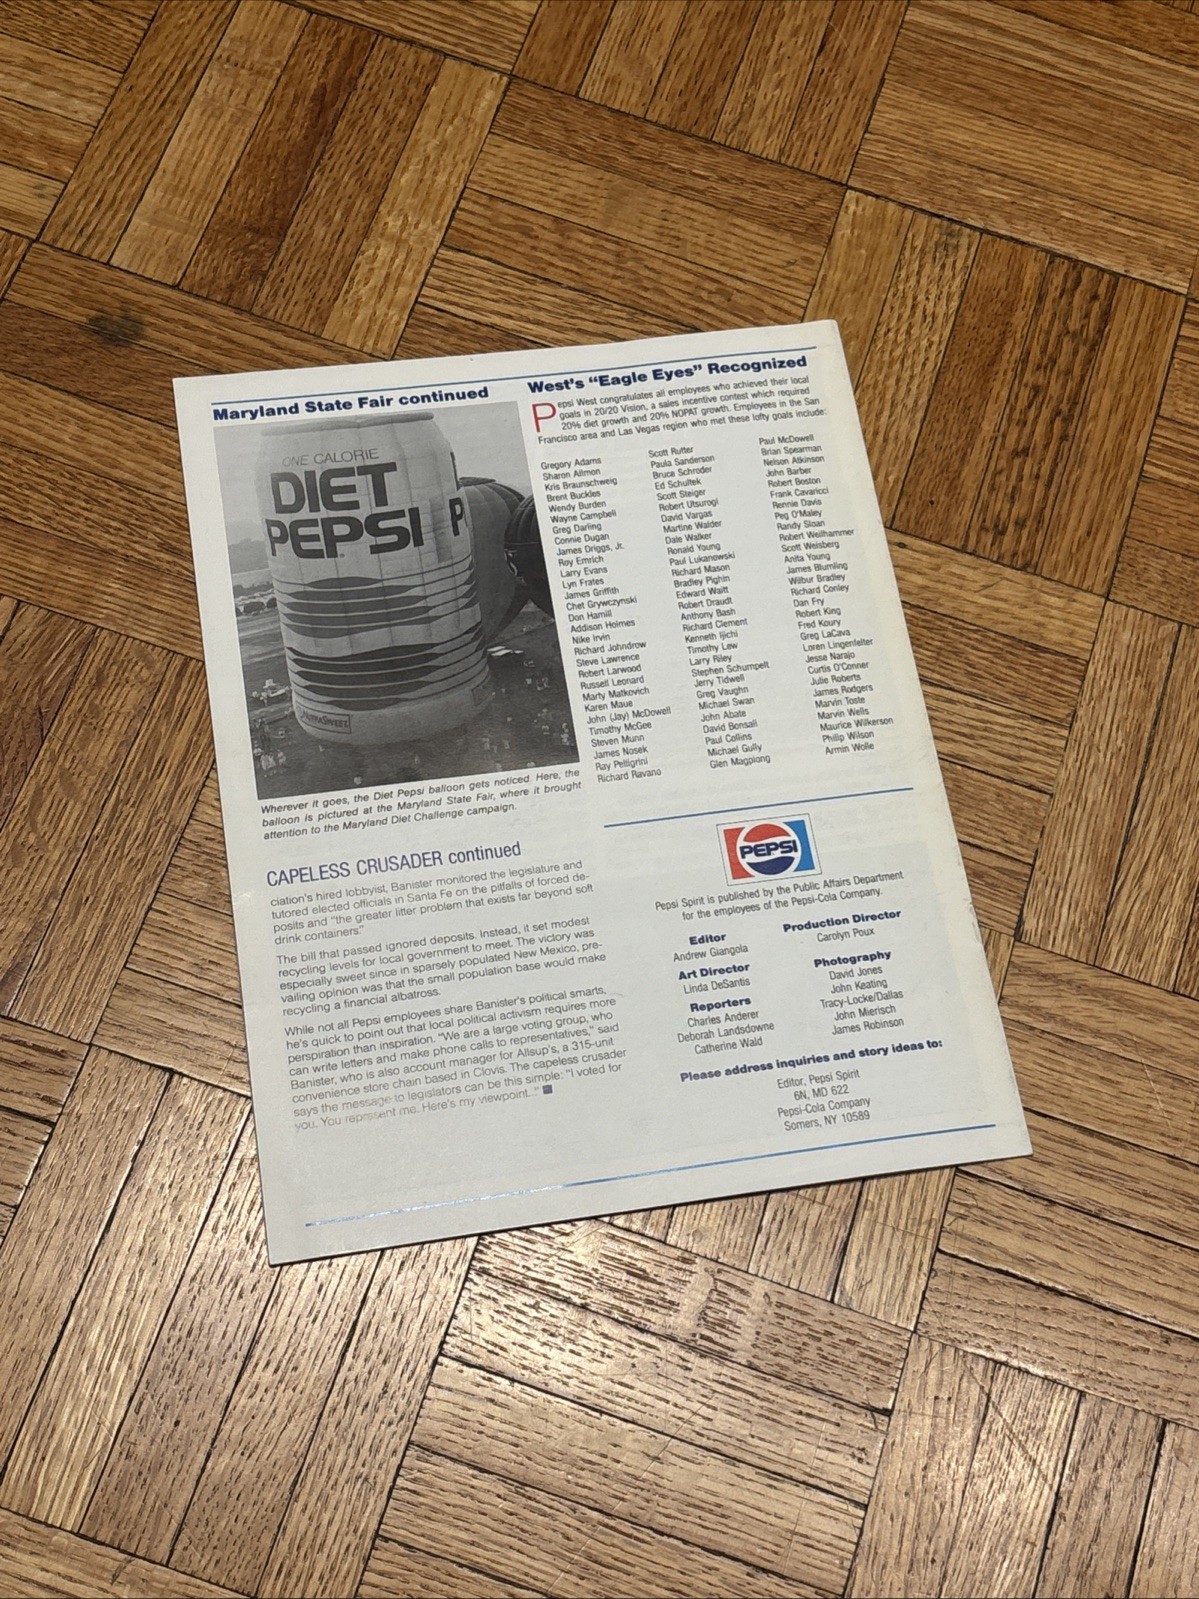 Maryland State Fair continued
ONE CALORIE
DIET
PEPSI
P
NUTRASWEET
Wherever it goes, the Diet Pepsi balloon gets noticed. Here, the
balloon is pictured at the Maryland State Fair, where it brought
attention to the Maryland Diet Challenge campaign.
CAPELESS CRUSADER continued
ciation's hired lobbyist, Banister monitored the legislature and
tutored elected officials in Santa Fe on the pitfalls of forced de-
posits and "the greater litter problem that exists far beyond soft
drink containers."
The bill that passed ignored deposits. Instead, it set modest
recycling levels for local government to meet. The victory was
especially sweet since in sparsely populated New Mexico, pre-
vailing opinion was that the small population base would make
recycling a financial albatross.
While not all Pepsi employees share Banister's political smarts,
he's quick to point out that local political activism requires more
perspiration than inspiration. "We are a large voting group, who
can write letters and make phone calls to representatives," said
Banister, who is also account manager for Allsup's, a 315-unit
convenience store chain based in Clovis. The capeless crusader
says the message to legislators can be this simple: "I voted for
you. You represent me. Here's my viewpoint..."
West's "Eagle Eyes" Recognized
Pepsi West congratulates all employees who achieved their local
goals in 20/20 Vision, a sales incentive contest which required
20% diet growth and 20% NOPAT growth. Employees in the San
Francisco area and Las Vegas region who met these lofty goals include:
Gregory Adams
Sharon Allmon
Kris Braunschweig
Brent Buckles
Wendy Burden
Wayne Campbell
Greg Darling
Connie Dugan
James Driggs, Jr.
Roy Emrich
Larry Evans
Lyn Frates
James Griffith
Chet Grywczynski
Don Hamill
Addison Holmes
Nike Irvin
Richard Johndrow
Steve Lawrence
Robert Larwood
Russell Leonard
Marty Matkovich
Karen Maue
John (Jay) McDowell
Timothy McGee
Steven Munn
James Nosek
Ray Pelligrini
Richard Ravano
Scott Rutter
Paula Sanderson
Bruce Schroder
Ed Schultek
Scott Steiger
Robert Utsurogi
David Vargas
Martine Walder
Dale Walker
Ronald Young
Paul Lukanowski
Richard Mason
Bradley Pighin
Edward Waitt
Robert Draudt
Anthony Bash
Richard Clement
Kenneth Ijichi
Timothy Lew
Larry Riley
Stephen Schumpelt
Jerry Tidwell
Greg Vaughn
Michael Swan
John Abate
David Bonsall
Paul Collins
Michael Gully
Glen Magpiong
Paul McDowell
Brian Spearman
Nelson Atkinson
John Barber
Robert Boston
Frank Cavaricci
Rennie Davis
Peg O'Maley
Randy Sloan
Robert Weilhammer
Scott Weisberg
Anita Young
James Blumling
Wilbur Bradley
Richard Conley
Dan Fry
Robert King
Fred Koury
Greg LaCava
Loren Lingenfelter
Jesse Narajo
Curtis O'Conner
Julie Roberts
James Rodgers
Marvin Toste
Marvin Wells
Maurice Wilkerson
Philip Wilson
Armin Wolle
PEPSI
Pepsi Spirit is published by the Public Affairs Department
for the employees of the Pepsi-Cola Company.
Editor
Andrew Giangola
Art Director
Linda DeSantis
Reporters
Charles Anderer
Deborah Landsdowne
Catherine Wald
Production Director
Carolyn Poux
Photography
David Jones
John Keating
Tracy-Locke/Dallas
John Mierisch
James Robinson
Please address inquiries and story ideas to:
Editor, Pepsi Spirit
6N, MD 622
Pepsi-Cola Company
Somers, NY 10589